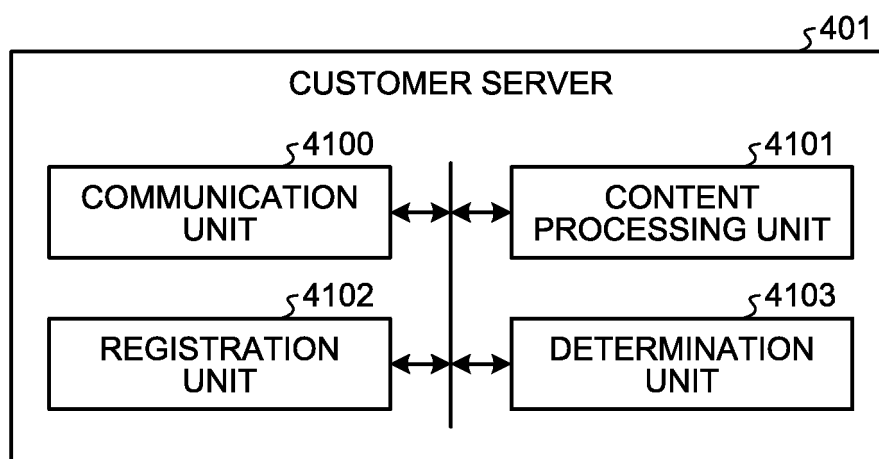 401
CUSTOMER SERVER
4100
COMMUNICATION
UNIT
4101
CONTENT
PROCESSING UNIT
4102
REGISTRATION
UNIT
4103
DETERMINATION
UNIT